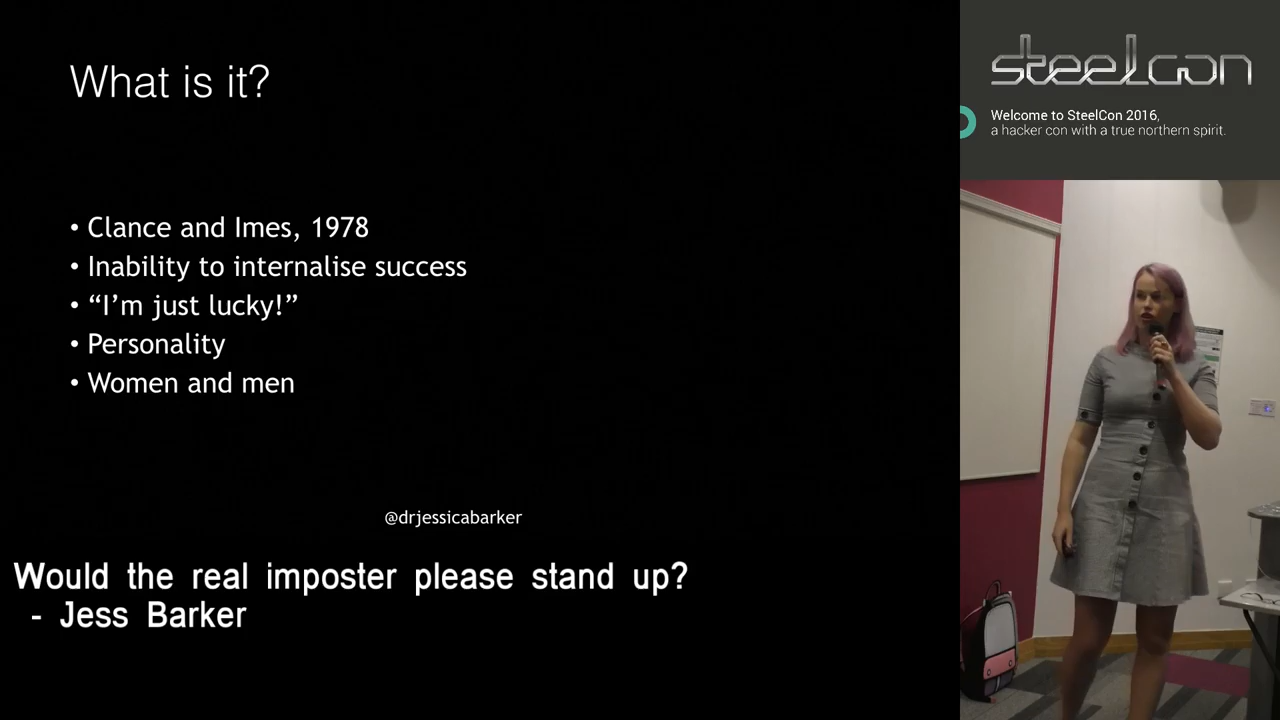 What is it?
• Clance and Imes, 1978
• Inability to internalise success
• “I’m just lucky!”
• Personality
• Women and men
@drjessicabarker
Would the real imposter please stand up?
- Jess Barker
steelcon
Welcome to SteelCon 2016,
a hacker con with a true northern spirit.